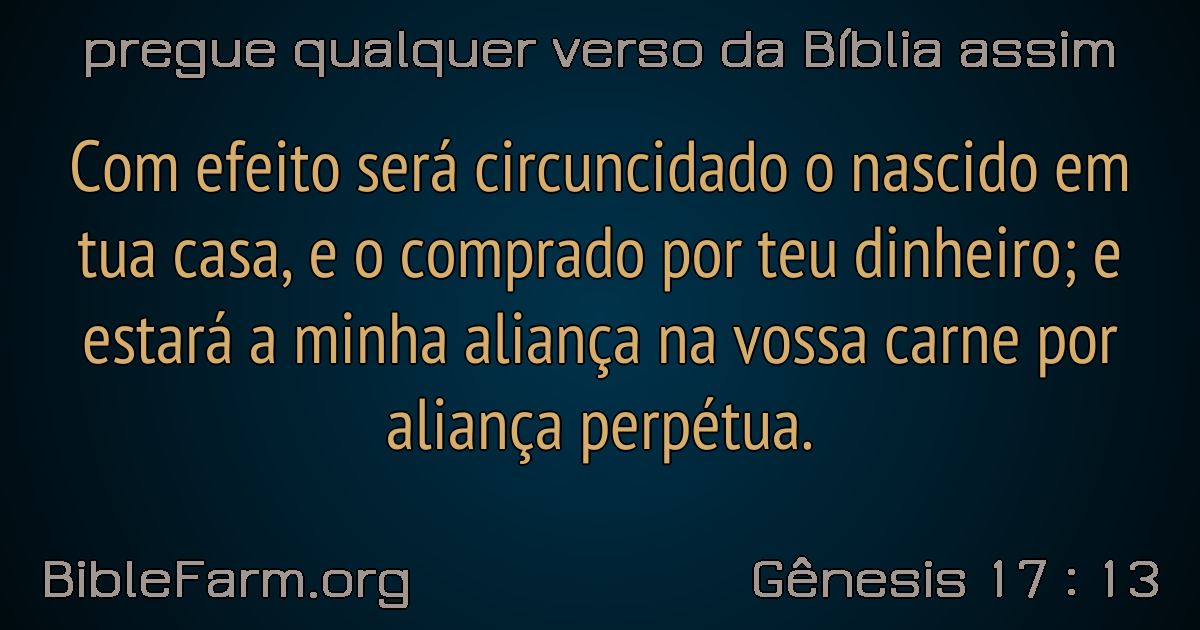 pregue qualquer verso da Bíblia assim
Com efeito será circuncidado o nascido em
tua casa, e o comprado por teu dinheiro; e
estará a minha aliança na vossa carne por
aliança perpétua.
BibleFarm.org
Gênesis 17 : 13